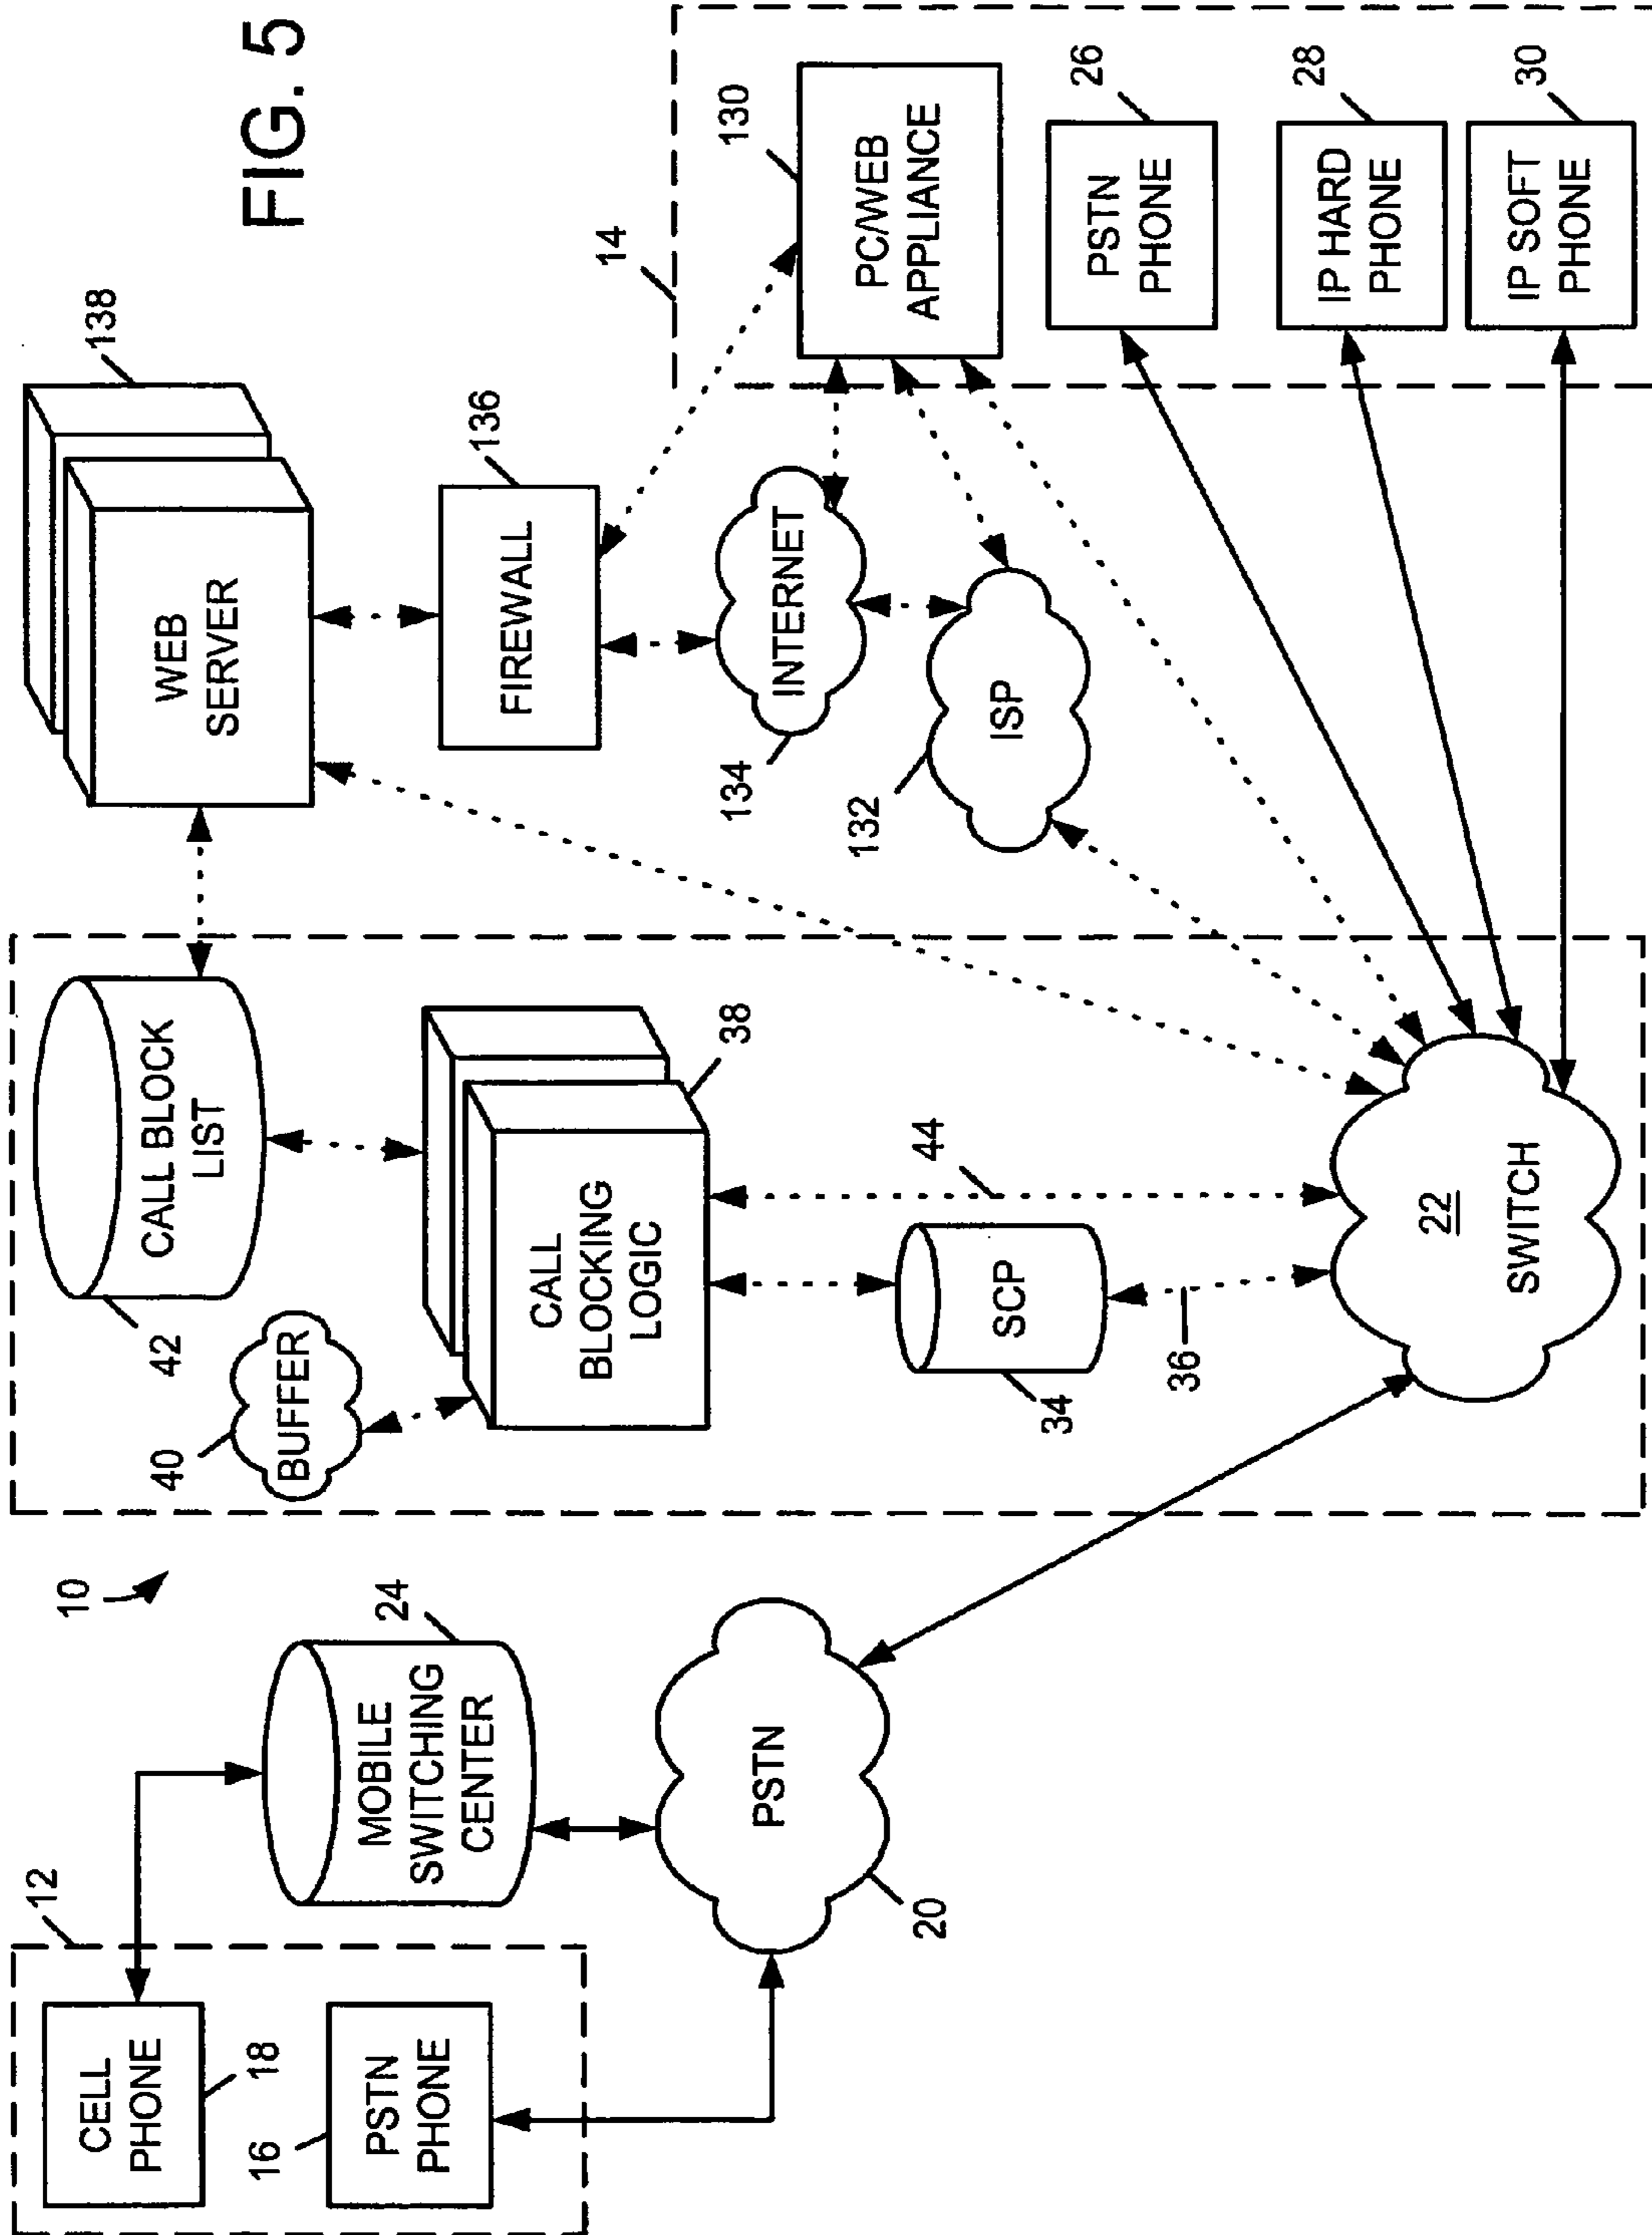 FIG. 5
10
12
CELL
PHONE
18
PSTN
PHONE
16
MOBILE
SWITCHING
CENTER
24
PSTN
20
BUFFER
40
CALL BLOCK
LIST
42
CALL
BLOCKING
LOGIC
38
SCP
34
36
44
22
SWITCH
WEB
SERVER
138
FIREWALL
136
INTERNET
134
ISP
132
14
PC/WEB
APPLIANCE
130
PSTN
PHONE
26
IP HARD
PHONE
28
IP SOFT
PHONE
30